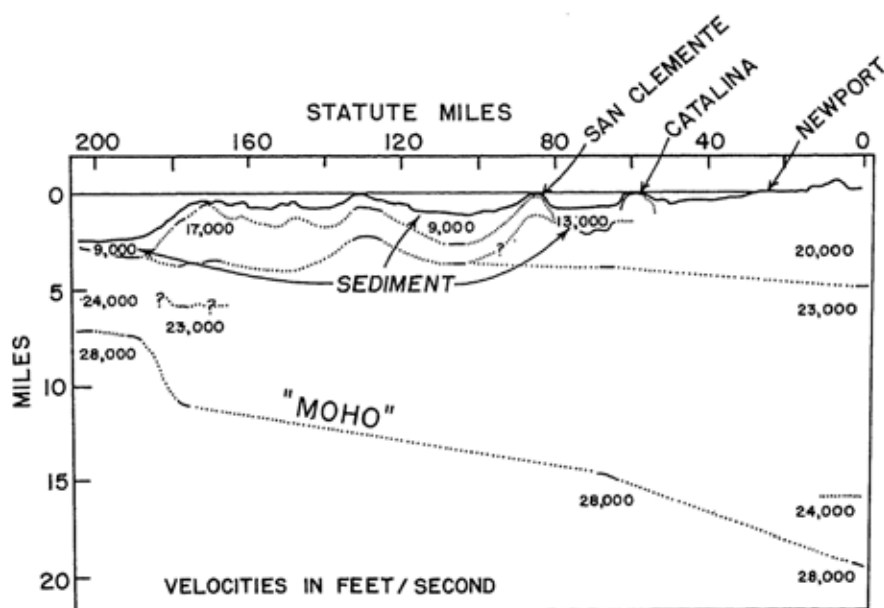 SAN CLEMENTE
CATALINA
NEWPORT
STATUTE MILES
200 160 120 80 40 0
0
5
10
15
20
MILES
9,000
17,000
9,000
13,000
20,000
?
SEDIMENT
24,000
?
?
23,000
23,000
28,000
"MOHO"
28,000
24,000
28,000
VELOCITIES IN FEET/SECOND